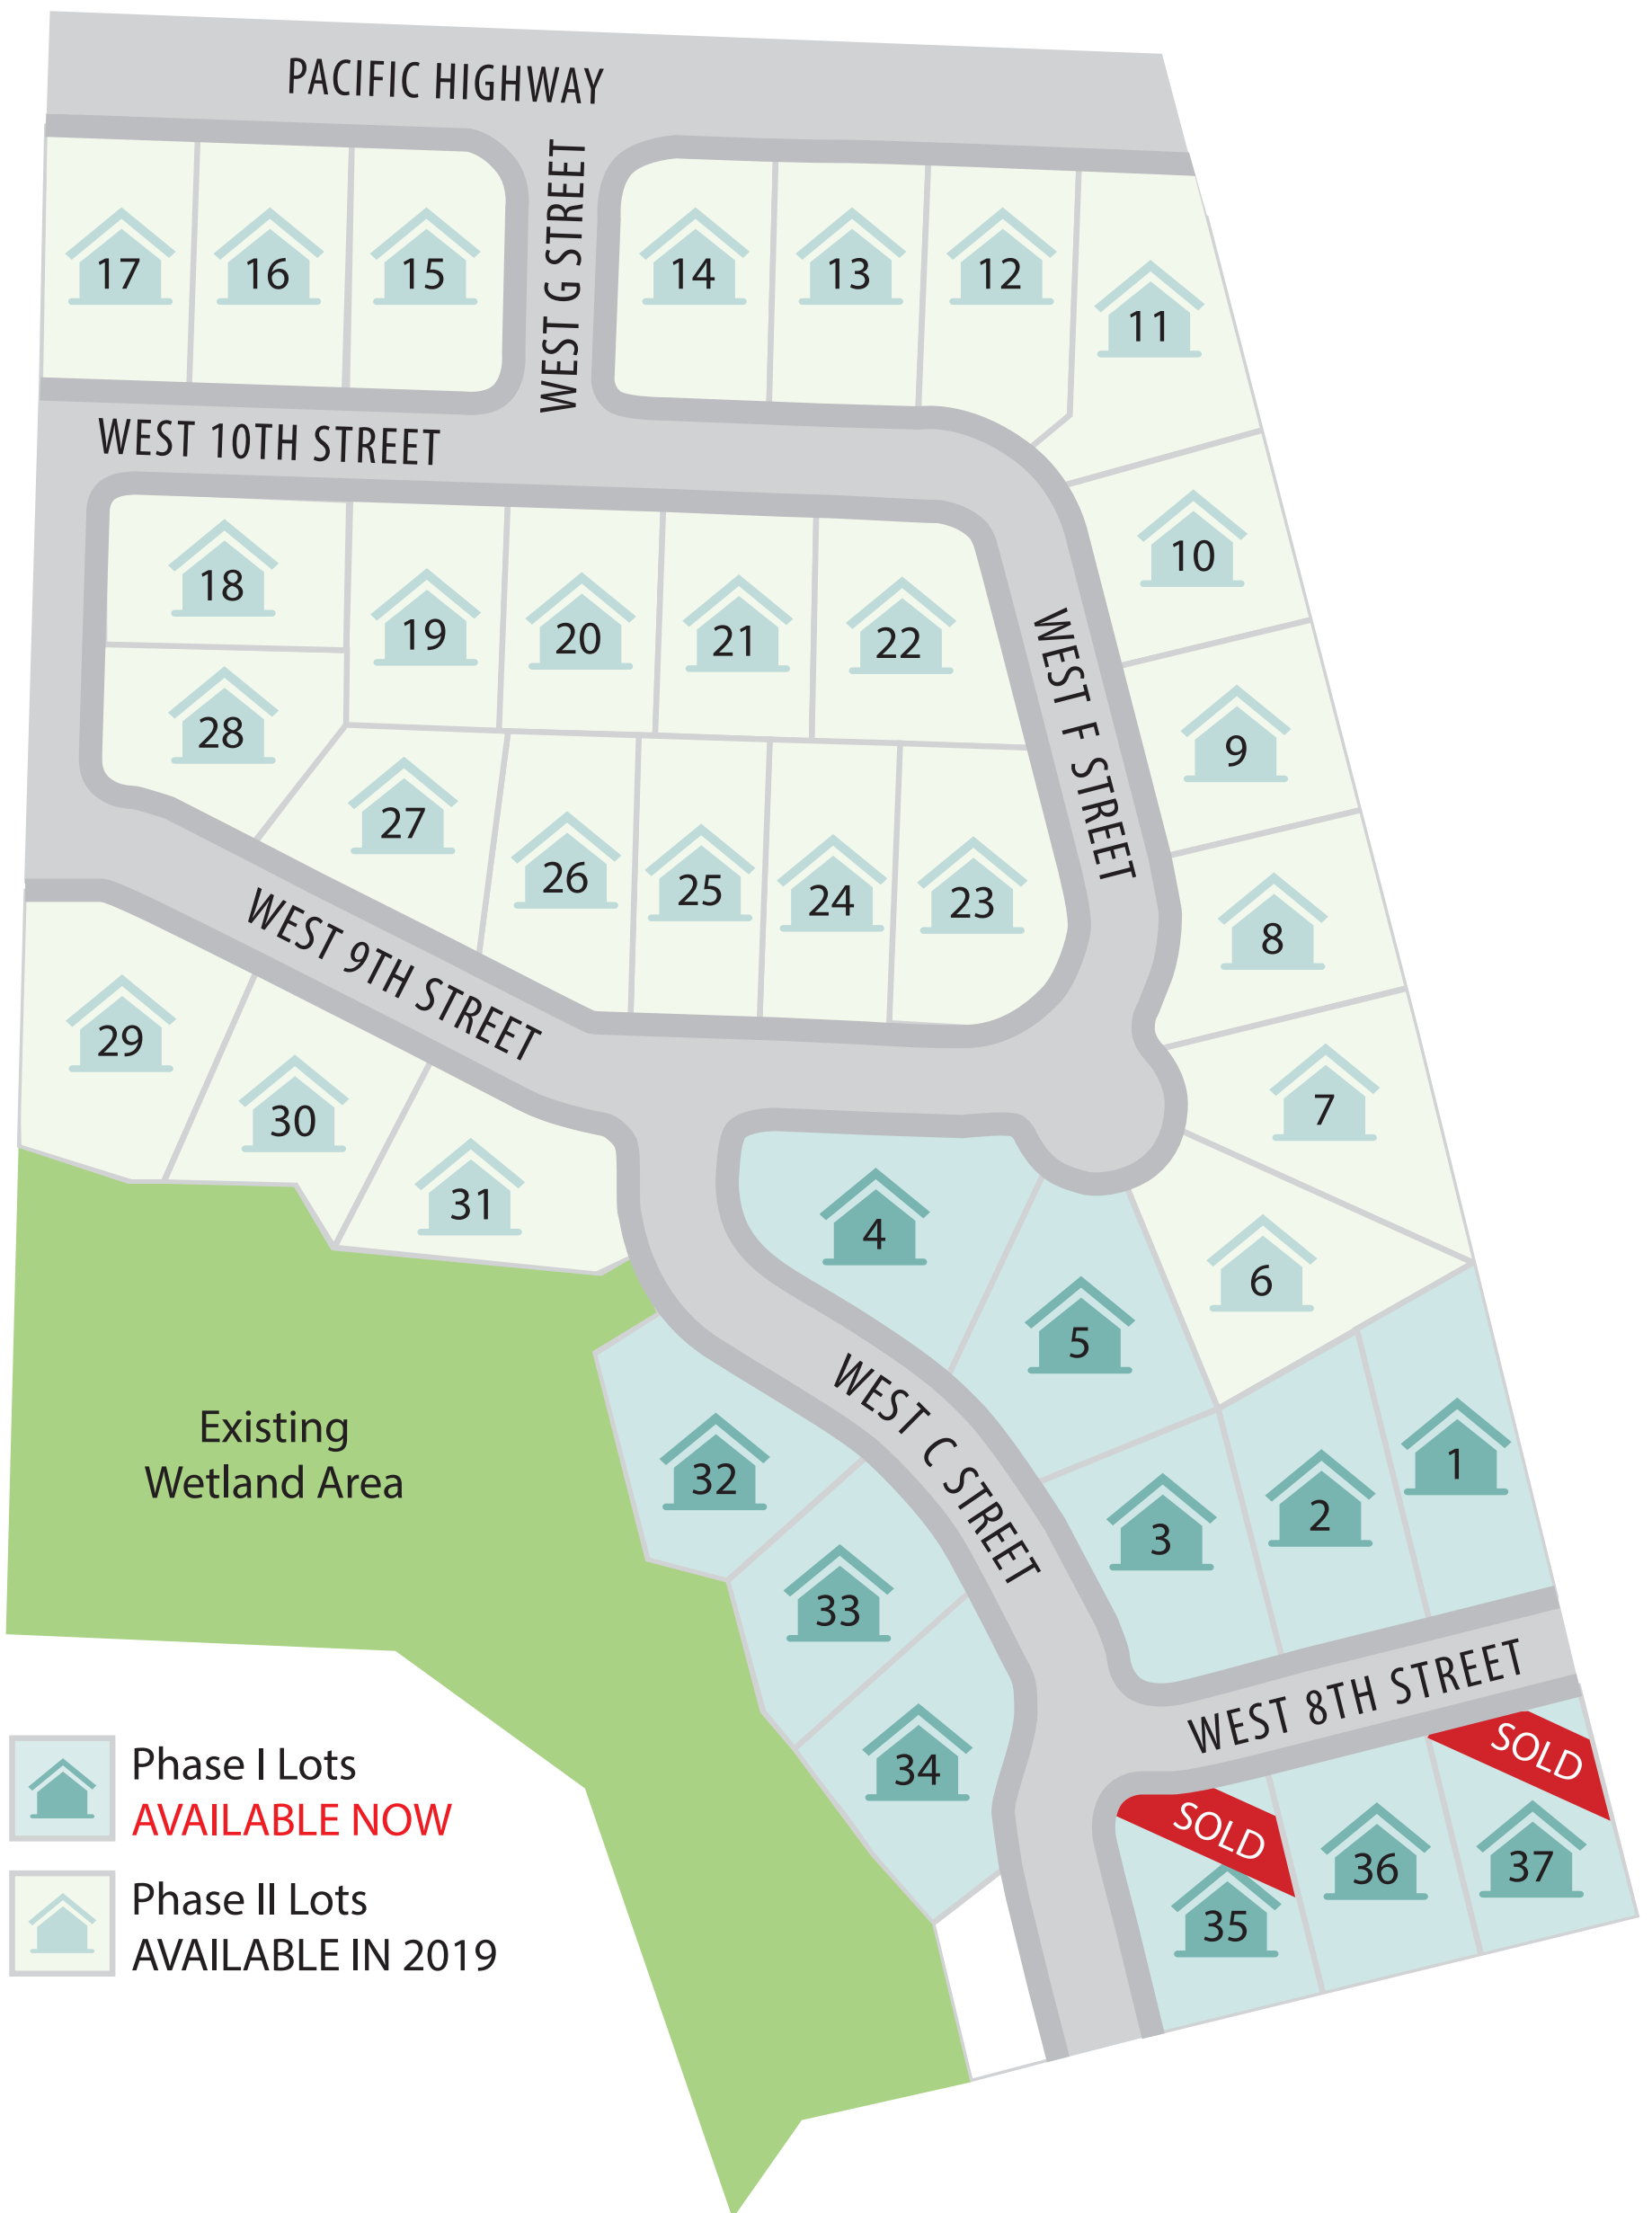 PACIFIC HIGHWAY
WEST G STREET
17
16
15
14
13
12
11
WEST 10TH STREET
10
18
19
20
21
22
WEST F STREET
28
9
27
26
25
24
23
8
WEST 9TH STREET
29
30
31
7
4
6
5
Existing
Wetland Area
WEST C STREET
32
33
34
3
2
1
WEST 8TH STREET
SOLD
SOLD
35
36
37
Phase I Lots
AVAILABLE NOW
Phase II Lots
AVAILABLE IN 2019